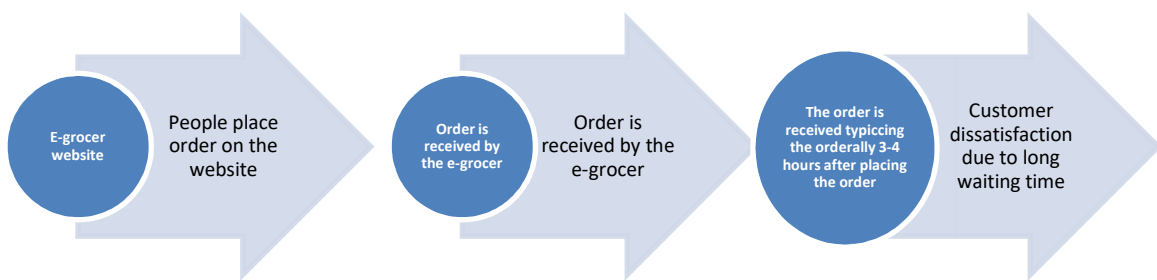 E-grocer
website
People place
order on the
website
Order is
received by
the e-grocer
Order is
received by the
e-grocer
The order is
received typiccing
the orderally 3-4
hours after placing
the order
Customer
dissatisfaction
due to long
waiting time